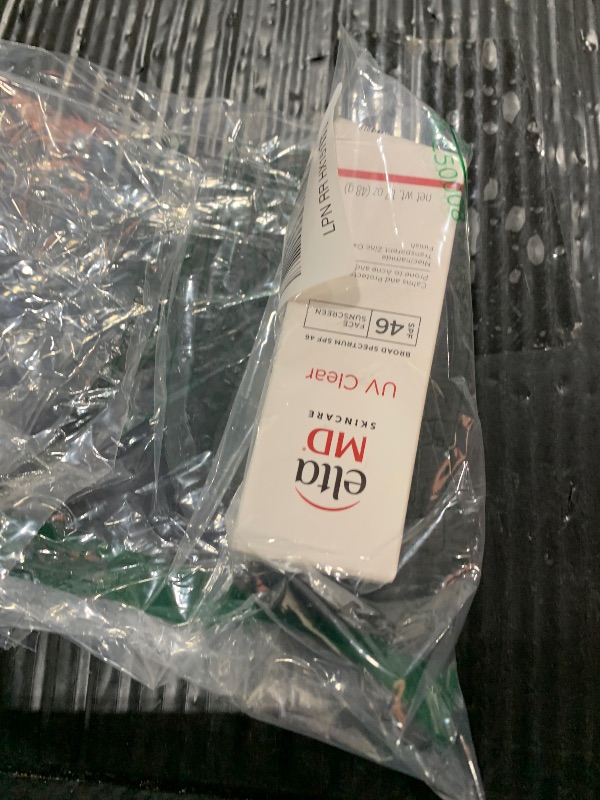 elta
MD
SKINCARE
UV Clear
BROAD SPECTRUM SPF 46
SPF
46
FACE
SUNSCREEN
Calms and Protects
Prone to Acne and
Niacinamide
Transparent Zinc Ox
Finish
net wt. 1.7 oz (48 g)
LPN RR